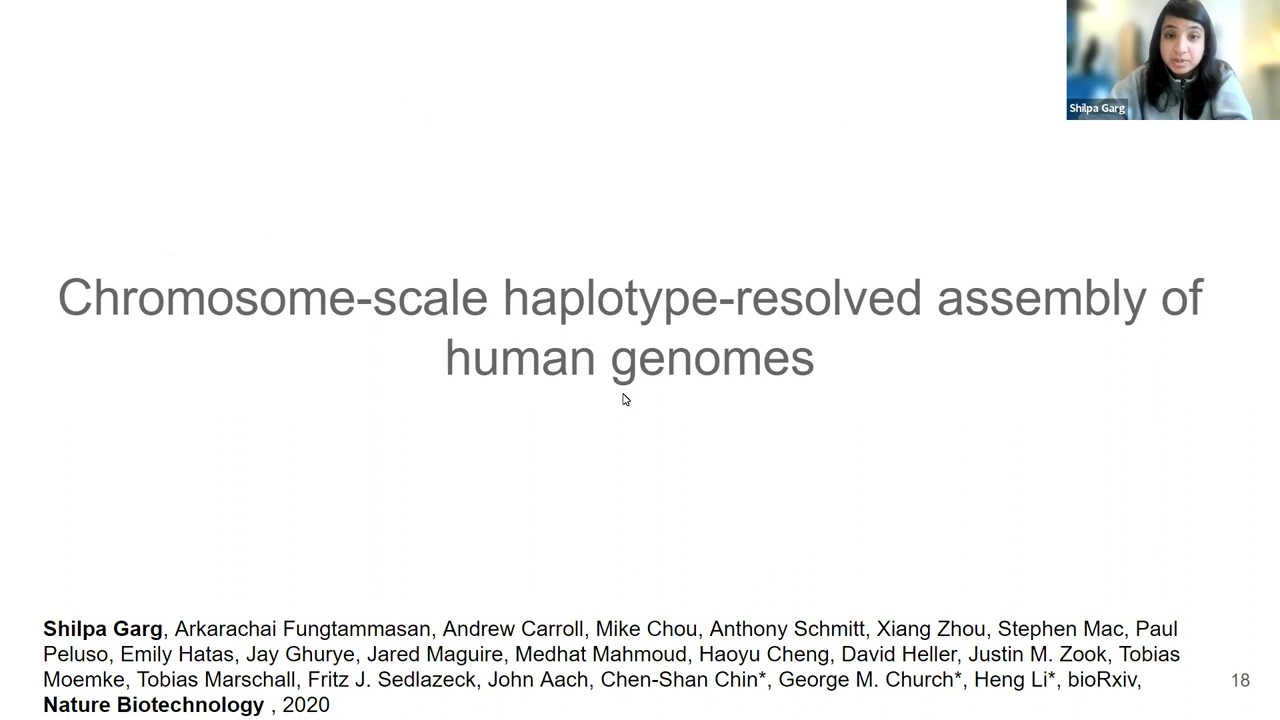 Shilpa Garg
Chromosome-scale haplotype-resolved assembly of
human genomes
Shilpa Garg, Arkarachai Fungtammasan, Andrew Carroll, Mike Chou, Anthony Schmitt, Xiang Zhou, Stephen Mac, Paul
Peluso, Emily Hatas, Jay Ghurye, Jared Maguire, Medhat Mahmoud, Haoyu Cheng, David Heller, Justin M. Zook, Tobias
Moemke, Tobias Marschall, Fritz J. Sedlazeck, John Aach, Chen-Shan Chin*, George M. Church*, Heng Li*, bioRxiv,
Nature Biotechnology , 2020
18